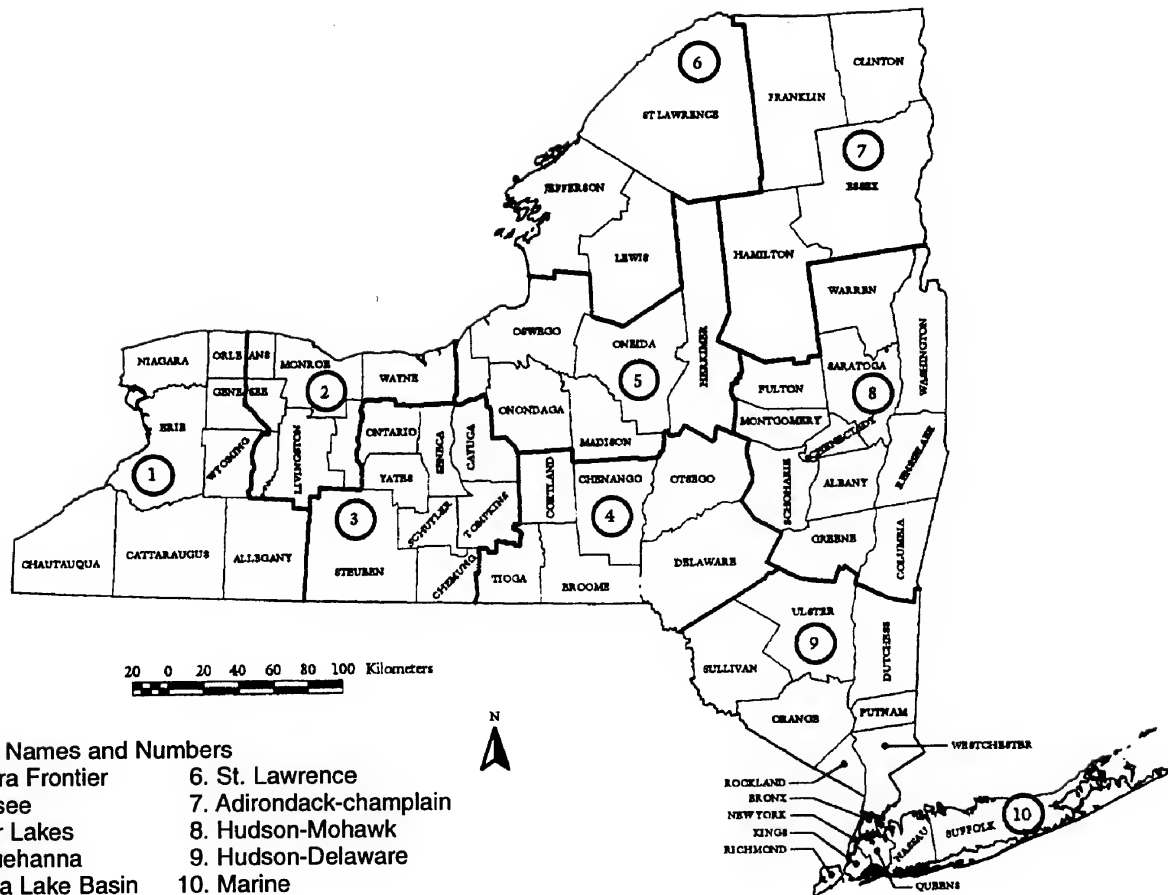 6
CLINTON
FRANKLIN
ST LAWRENCE
7
ESSEX
JEFFERSON
LEWIS
HAMILTON
WARREN
WASHINGTON
OSWEGO
ONEIDA
HERKIMER
NIAGARA
ORLEANS
MONROE
WAYNE
SARATOGA
FULTON
5
8
2
GENESEE
ONONDAGA
MONTGOMERY
ERIE
ONTARIO
SENECA
CAYUGA
MADISON
SCHENECTADY
RENSSELAER
WYOMING
LIVINGSTON
YATES
CORTLAND
CHENANGO
OTSEGO
SCHOHARIE
ALBANY
1
3
4
SCHUYLER
TOMPKINS
GREENE
COLUMBIA
CHAUTAUQUA
CATTARAUGUS
ALLEGANY
STEUBEN
CHEMUNG
TIOGA
BROOME
DELAWARE
ULSTER
9
DUTCHESS
SULLIVAN
20 0 20 40 60 80 100 Kilometers
ORANGE
PUTNAM
N
WESTCHESTER
ROCKLAND
BRONX
NEW YORK
KINGS
RICHMOND
NASSAU
SUFFOLK
10
QUEENS
Names and Numbers
ra Frontier 6. St. Lawrence
see 7. Adirondack-champlain
r Lakes 8. Hudson-Mohawk
uehanna 9. Hudson-Delaware
a Lake Basin 10. Marine